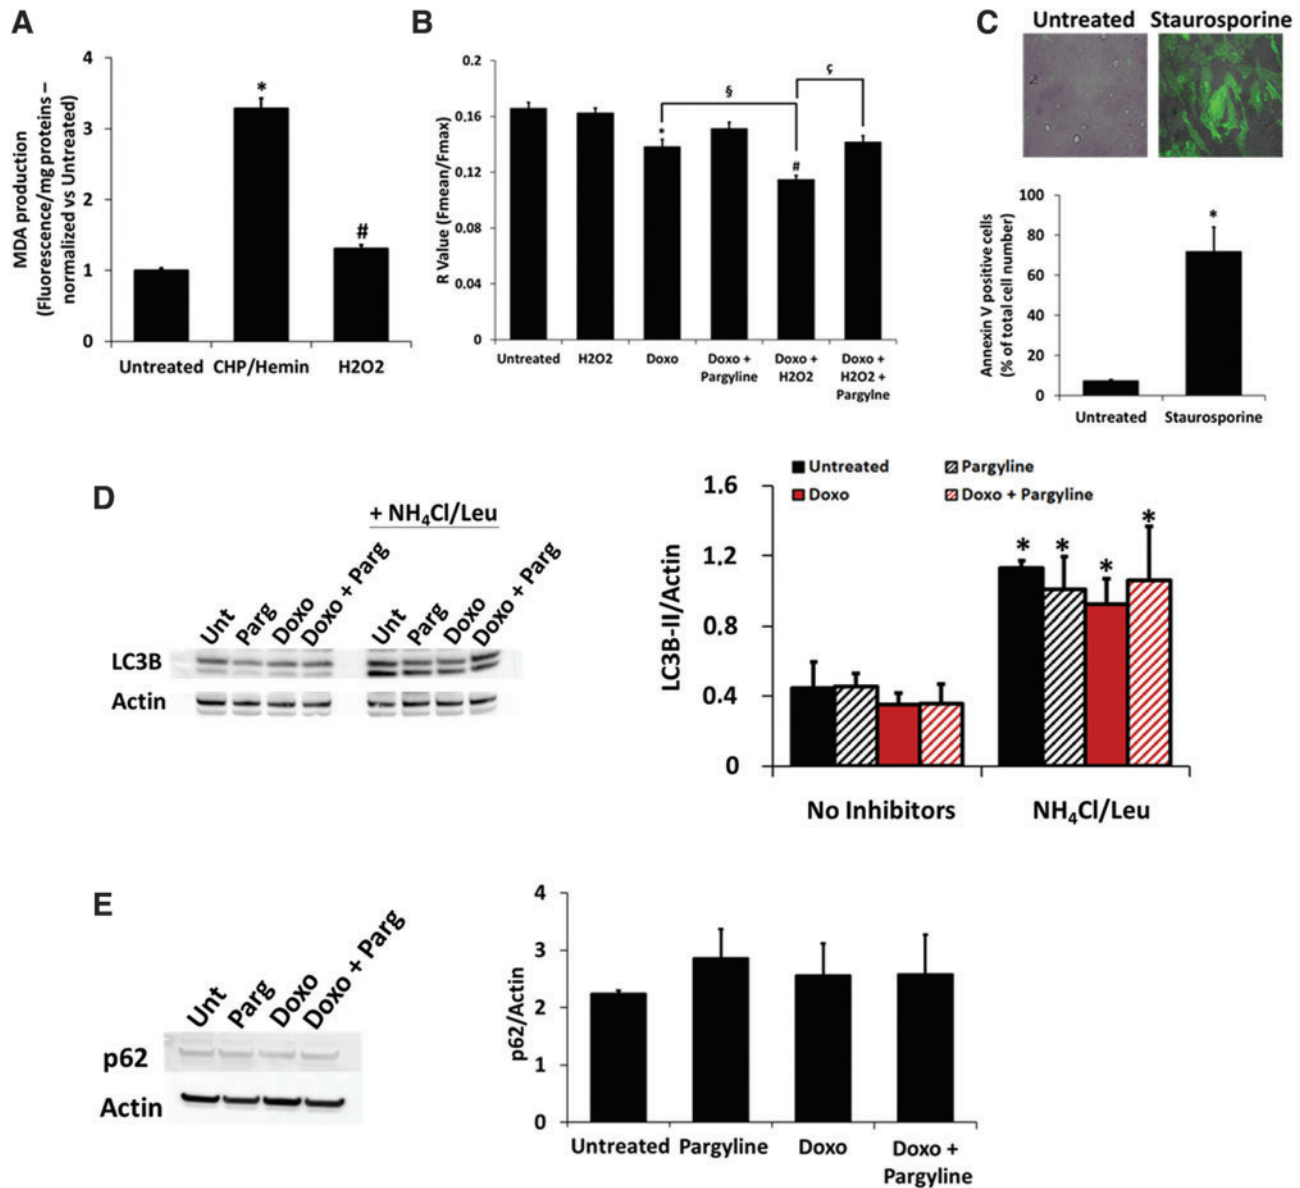 A
MDA production
(Fluorescence/mg proteins –
normalized vs Untreated)
4
3
2
1
0
*
#
Untreated CHP/Hemin H2O2
B
R Value (Fmean/Fmax)
0.2
0.16
0.12
0.08
0.04
0
*
§
#
ç
Untreated H2O2 Doxo Doxo + Doxo + Doxo +
Pargyline H2O2 H2O2 +
Pargylne
C
Untreated Staurosporine
Annexin V positive cells
(% of total cell number)
100
80
60
40
20
0
*
Untreated Staurosporine
D
+ NH₄Cl/Leu
Unt Parg Doxo Doxo + Parg Unt Parg Doxo Doxo + Parg
LC3B
Actin
Untreated Pargyline
Doxo Doxo + Pargyline
LC3B-II/Actin
1.6
1.2
0.8
0.4
0
* * * *
No Inhibitors NH₄Cl/Leu
E
Unt Parg Doxo Doxo + Parg
p62
Actin
p62/Actin
4
3
2
1
0
Untreated Pargyline Doxo Doxo +
Pargyline